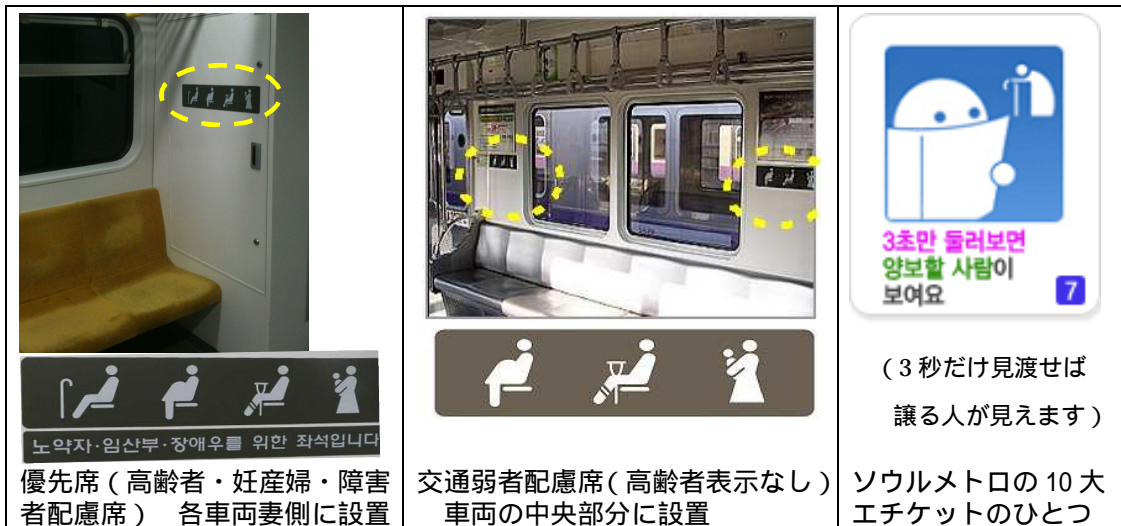 노약자·임산부·장애우를 위한 좌석입니다
優先席（高齢者・妊産婦・障害
者配慮席）　各車両妻側に設置
交通弱者配慮席（高齢者表示なし）
車両の中央部分に設置
3초만 둘러보면
양보할 사람이
보여요
7
（3秒だけ見渡せば
譲る人が見えます）
ソウルメトロの10大
エチケットのひとつ